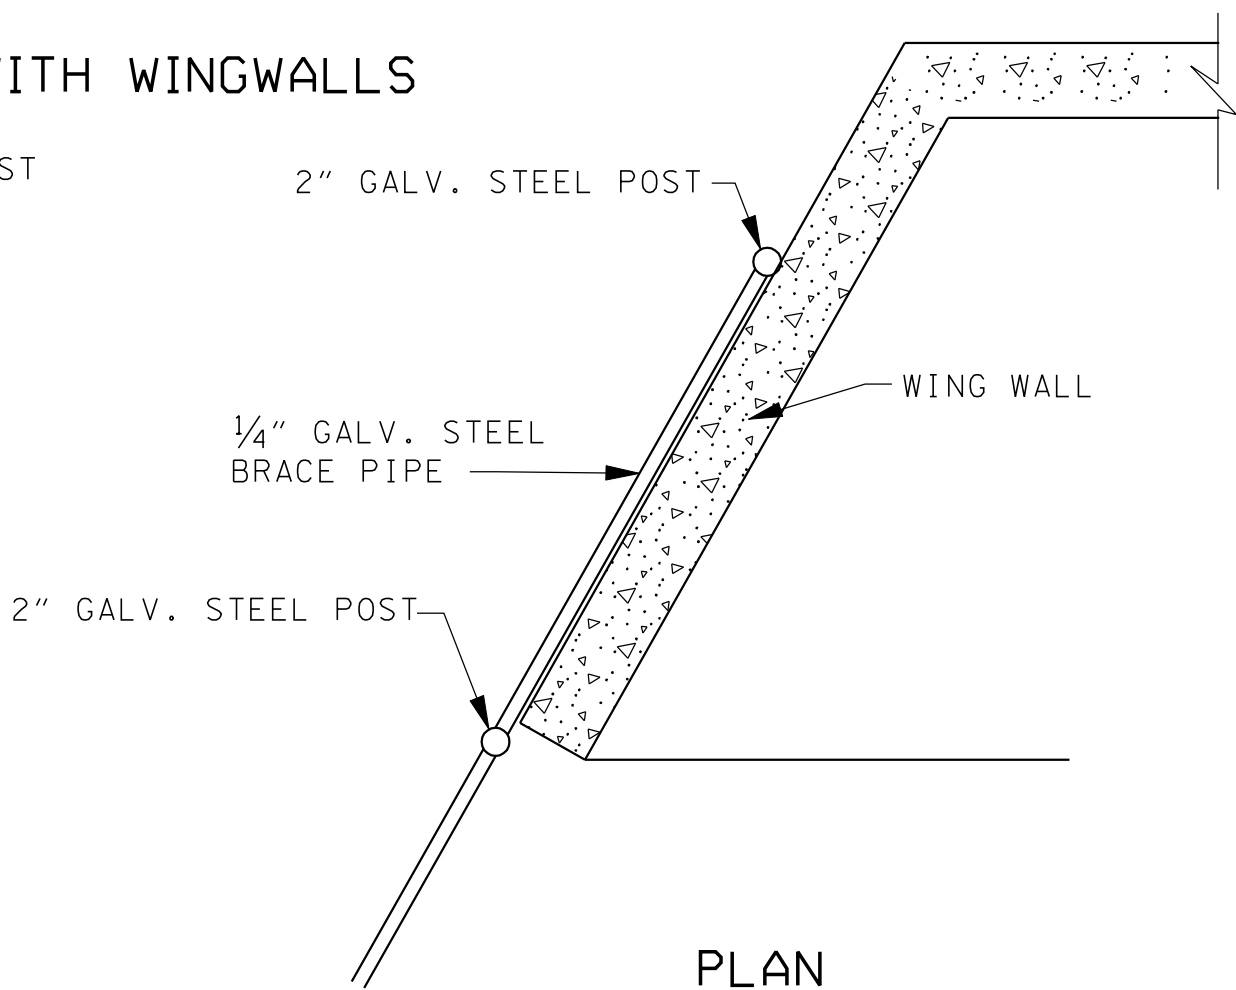 WITH WINGWALLS
ST
2" GALV. STEEL POST
WING WALL
¼" GALV. STEEL
BRACE PIPE
2" GALV. STEEL POST
PLAN